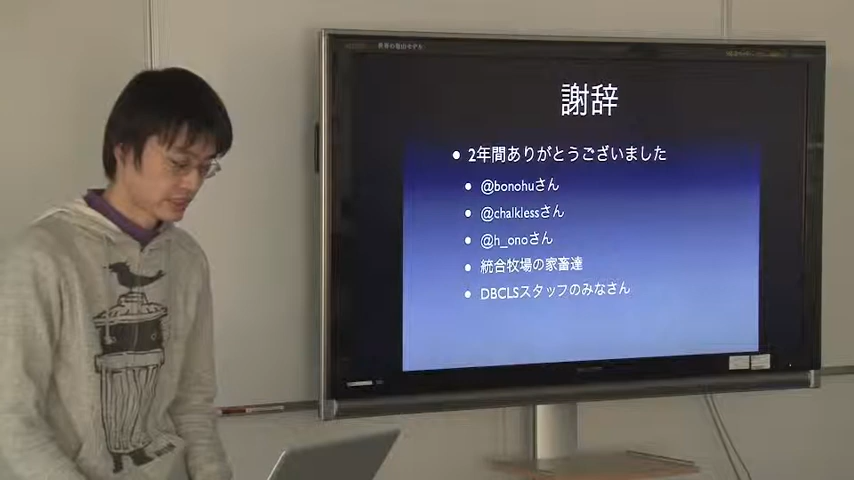 謝辞
• 2年間ありがとうございました
• @bonohuさん
• @chalklessさん
• @h_onoさん
• 統合牧場の家畜達
• DBCLSスタッフのみなさん